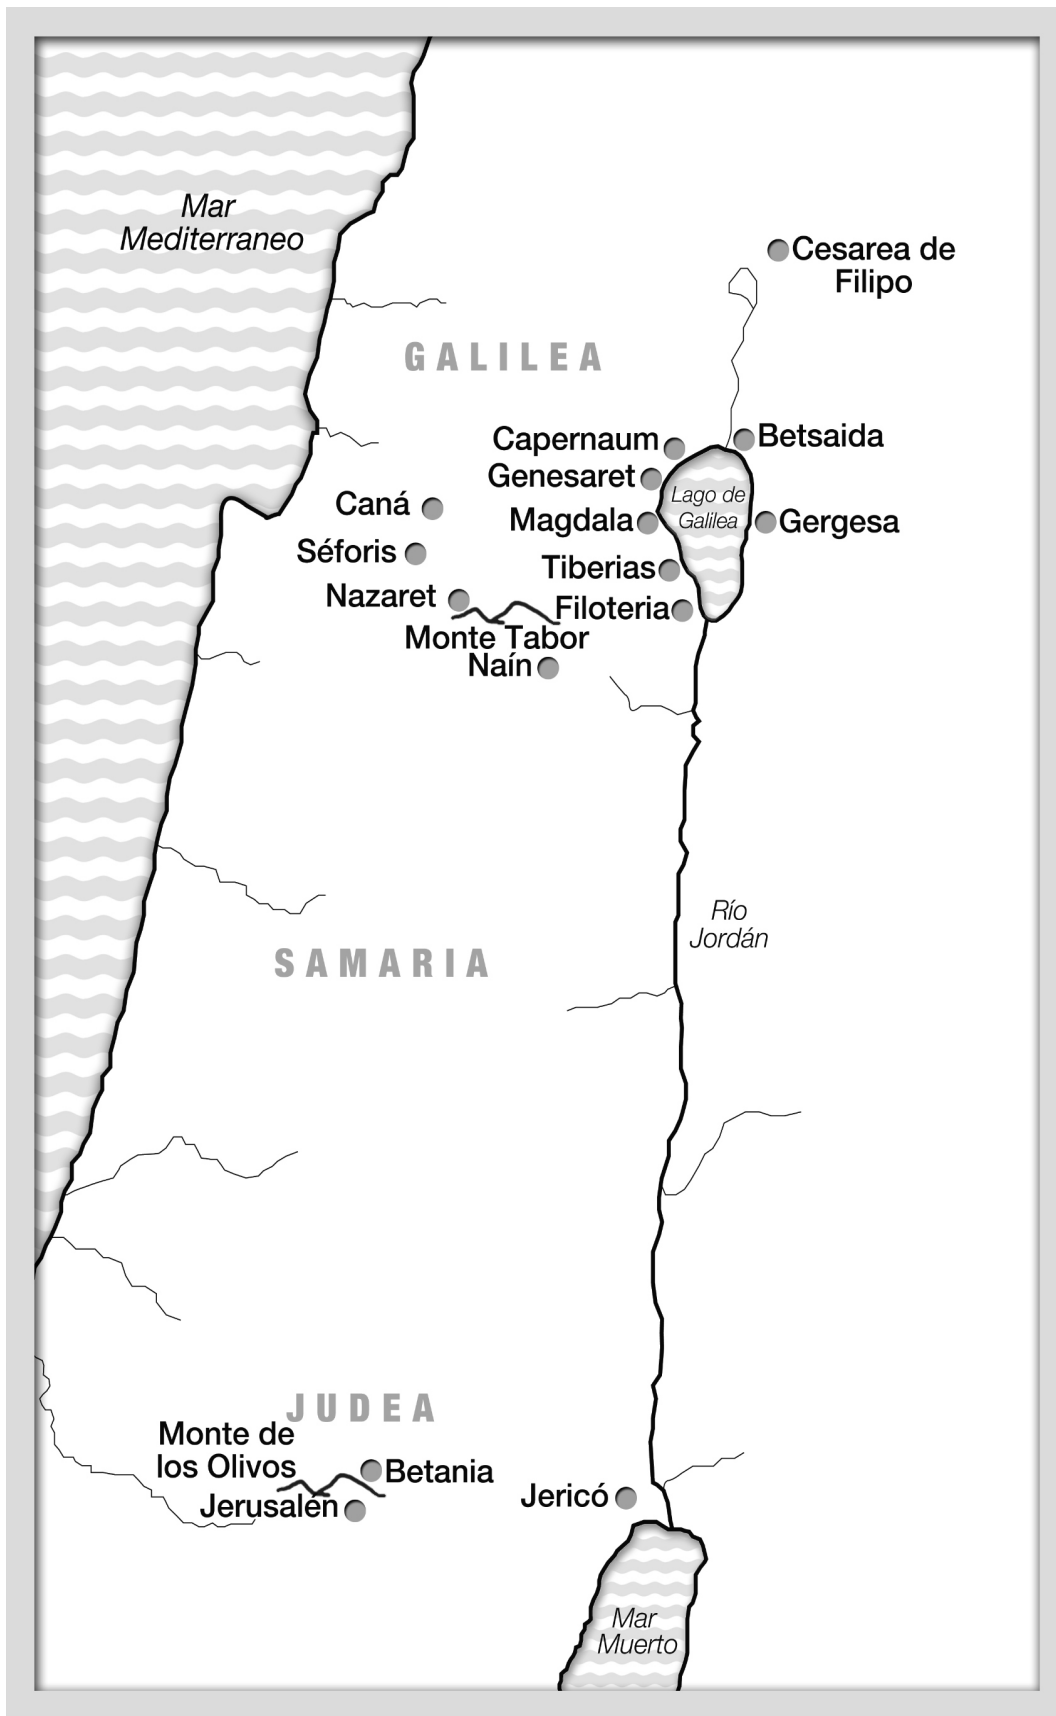 Mar
Mediterraneo
Cesarea de
Filipo
GALILEA
Capernaum
Betsaida
Genesaret
Lago de
Galilea
Caná
Magdala
Gergesa
Séforis
Tiberias
Nazaret
Filoteria
Monte Tabor
Naín
Río
Jordán
SAMARIA
JUDEA
Monte de
los Olivos
Betania
Jerusalén
Jericó
Mar
Muerto